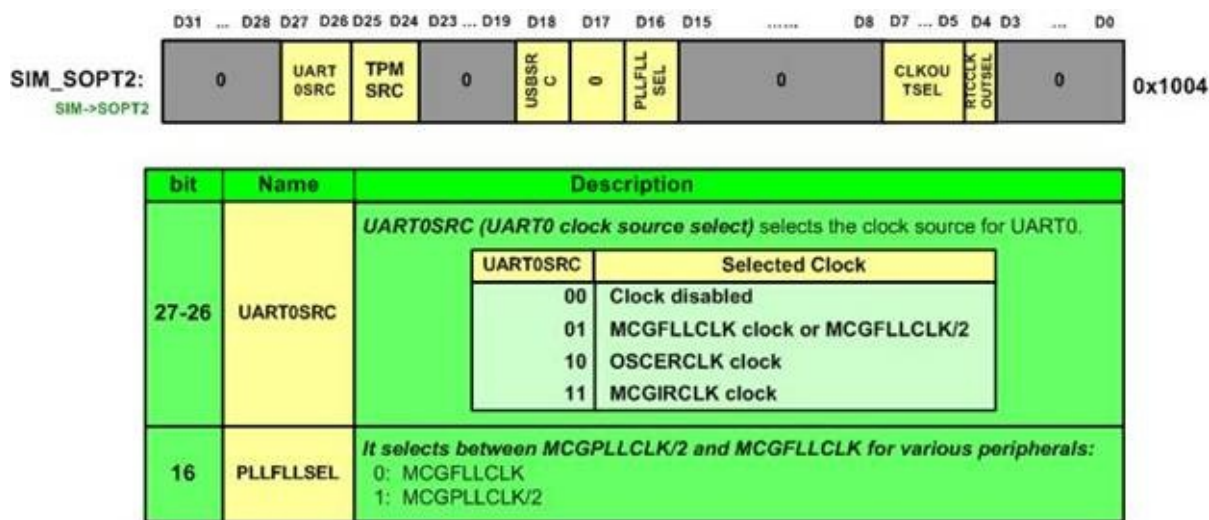 D31 ... D28 D27 D26 D25 D24 D23 ... D19 D18 D17 D16 D15 ...... D8 D7 ... D5 D4 D3 ... D0
SIM_SOPT2: 0 UART 0SRC TPM SRC 0 USBSR C 0 PLLFLL SEL 0 CLKOU TSEL RTCCLK OUTSEL 0 0x1004
SIM->SOPT2
bit Name Description
27-26 UART0SRC
UART0SRC (UART0 clock source select) selects the clock source for UART0.
UART0SRC Selected Clock
00 Clock disabled
01 MCGFLLCLK clock or MCGFLLCLK/2
10 OSCERCLK clock
11 MCGIRCLK clock
16 PLLFLLSEL
It selects between MCGPLLCLK/2 and MCGFLLCLK for various peripherals:
0: MCGFLLCLK
1: MCGPLLCLK/2